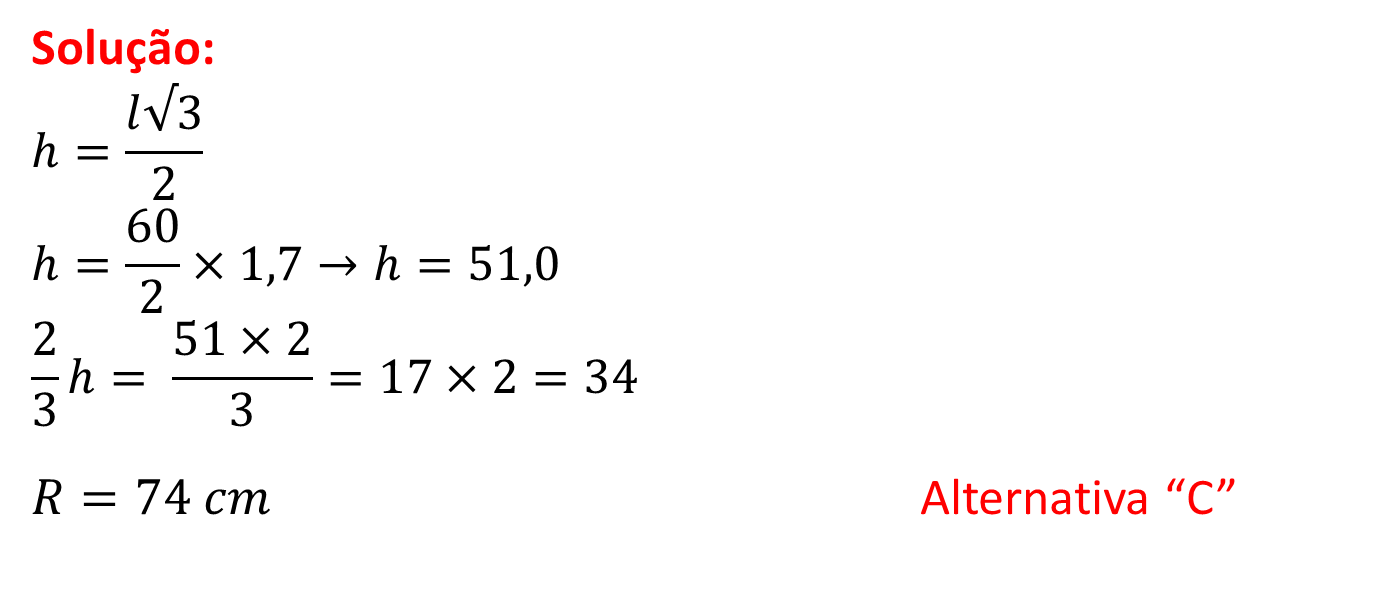 Solução:
h = l√3/2
h = 60/2 × 1,7 → h = 51,0
2/3 h = 51 × 2/3 = 17 × 2 = 34
R = 74 cm
Alternativa “C”